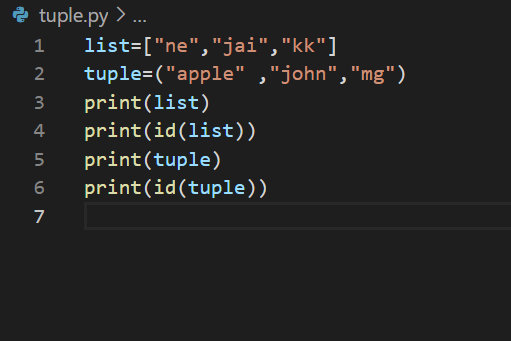 tuple.py > ...
1 list=["ne","jai","kk"]
2 tuple=("apple" ,"john","mg")
3 print(list)
4 print(id(list))
5 print(tuple)
6 print(id(tuple))
7